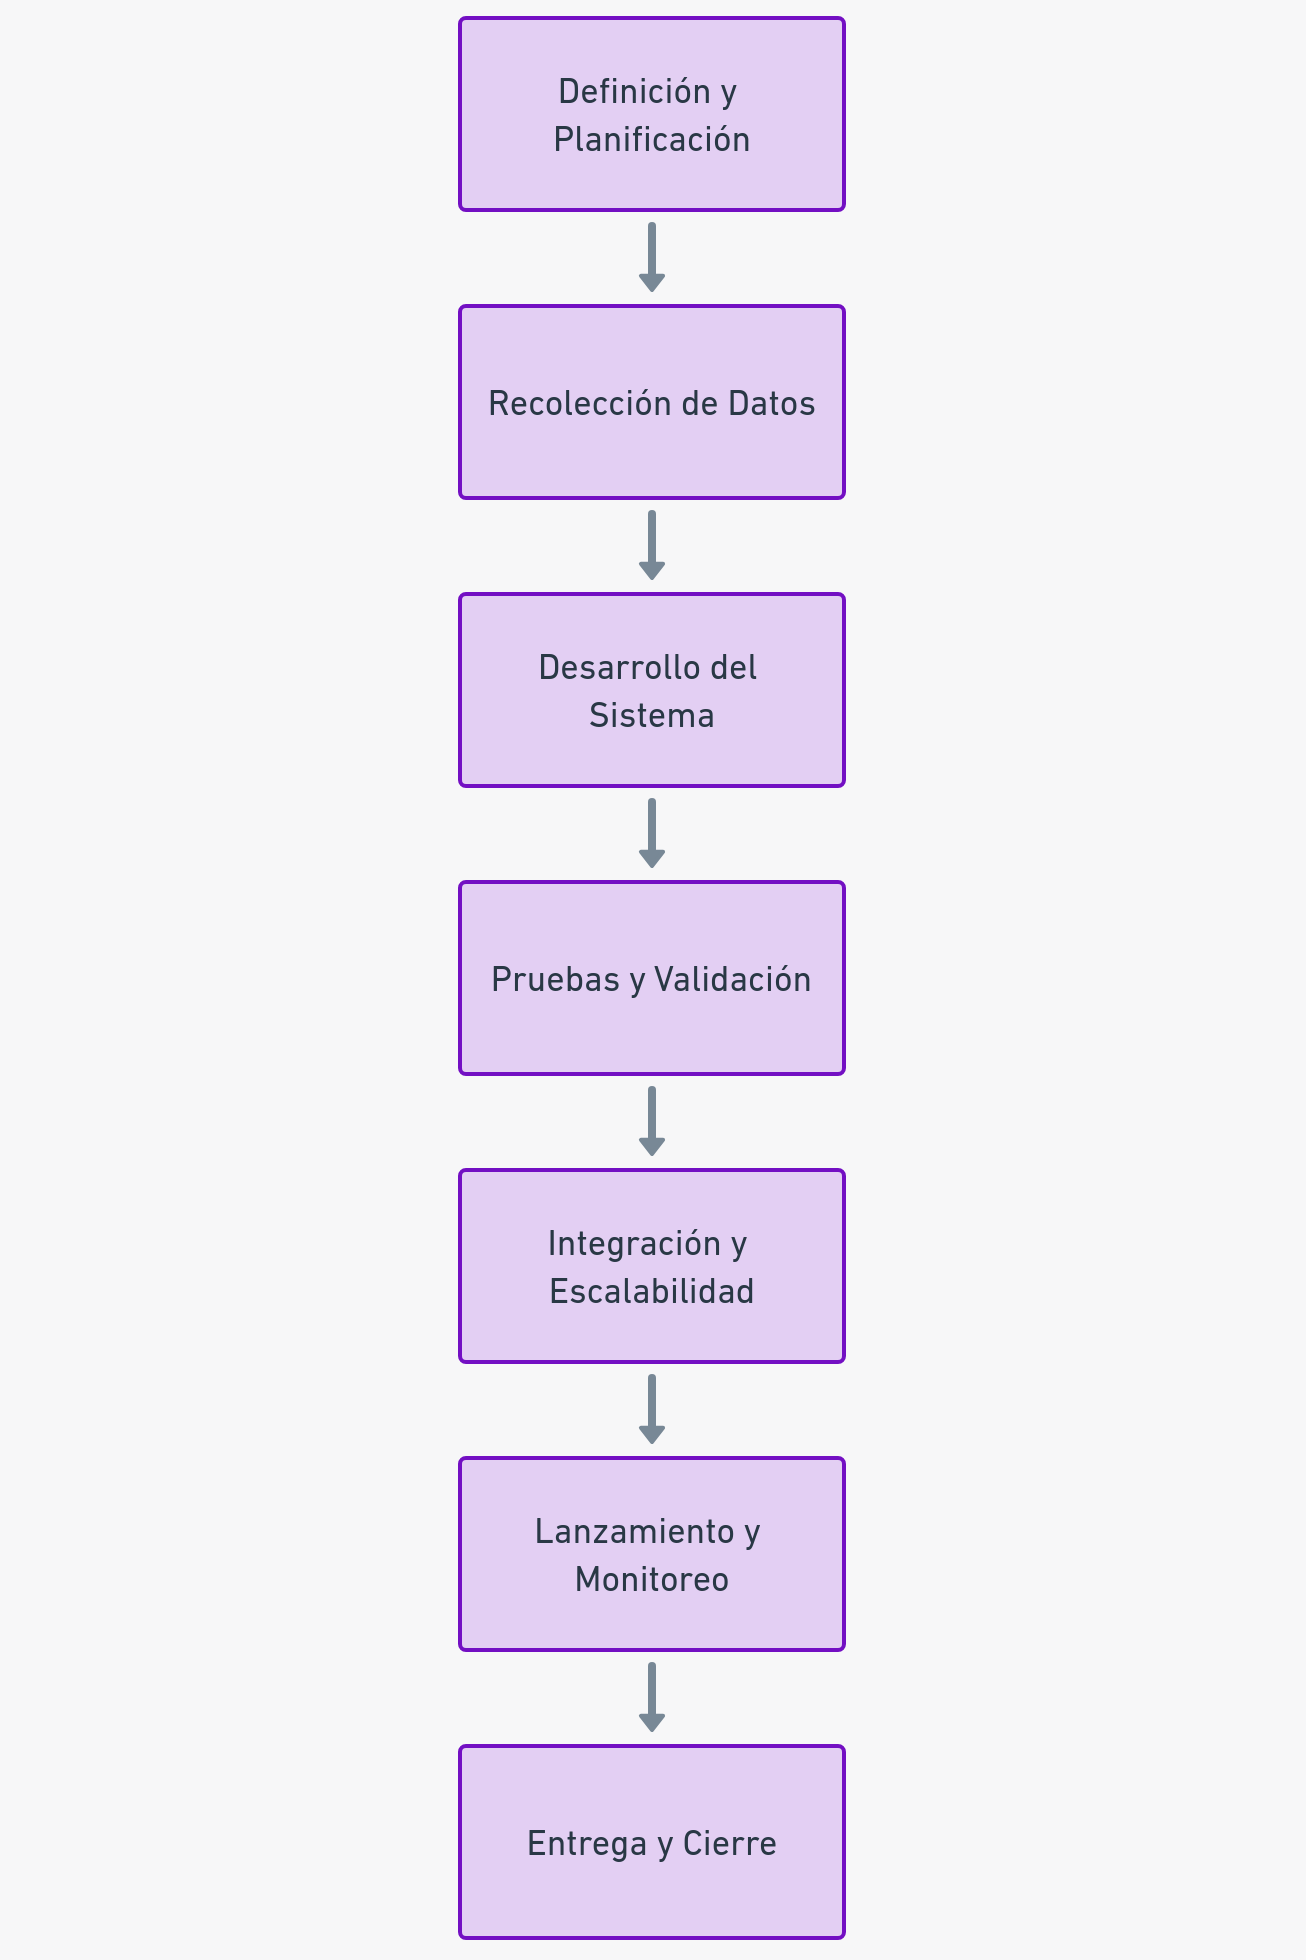 Definición y
Planificación
Recolección de Datos
Desarrollo del
Sistema
Pruebas y Validación
Integración y
Escalabilidad
Lanzamiento y
Monitoreo
Entrega y Cierre